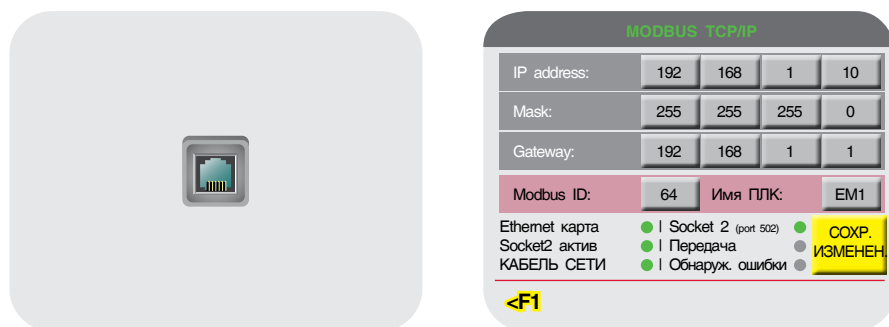 MODBUS TCP/IP
IP address: 192 168 1 10
Mask: 255 255 255 0
Gateway: 192 168 1 1
Modbus ID: 64 Имя ПЛК: EM1
Ethernet карта | Socket 2 (port 502)
Socket2 актив | Передача
КАБЕЛЬ СЕТИ | Обнаруж. ошибки
СОХР.
ИЗМЕНЕН.
<F1